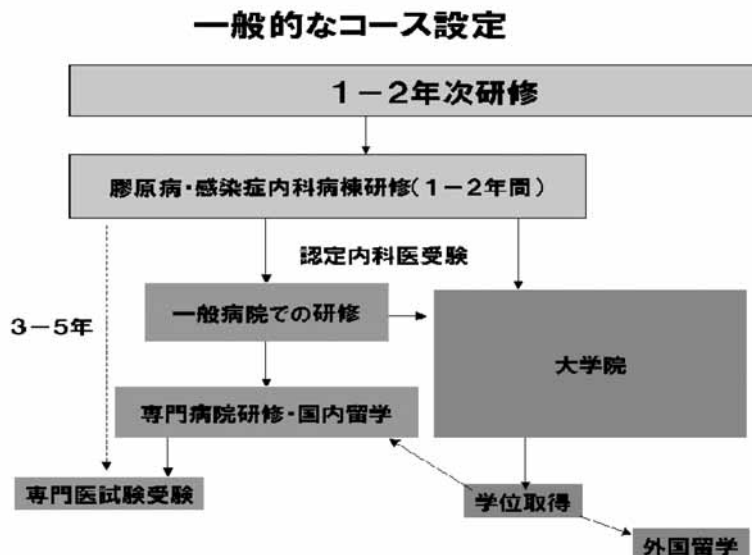 一般的なコース設定
1－2年次研修
膠原病・感染症内科病棟研修(1－2年間)
認定内科医受験
一般病院での研修
3－5年
大学院
専門病院研修・国内留学
専門医試験受験
学位取得
外国留学